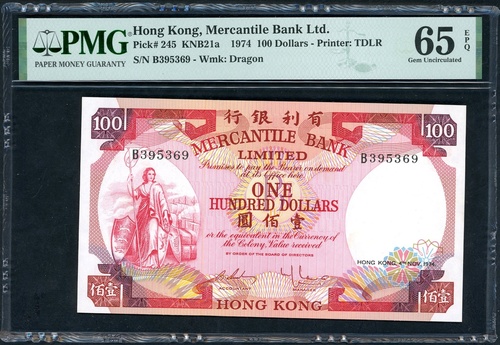 PMG
PAPER MONEY GUARANTY
Hong Kong, Mercantile Bank Ltd.
Pick# 245 KNB21a 1974 100 Dollars - Printer: TDLR
S/N B395369 - Wmk: Dragon
65 EPQ
Gem Uncirculated
行銀利有
100 MERCANTILE BANK 100
LIMITED
B395369 B395369
Promises to pay the Bearer on demand
at its Office here
ONE
HUNDRED DOLLARS
圓佰壹
or the equivalent in the Currency of
the Colony, Value received
BY ORDER OF THE BOARD OF DIRECTORS
HONG KONG, 4TH NOV. 1974
ACCOUNTANT MANAGER
佰壹 HONG KONG 佰壹